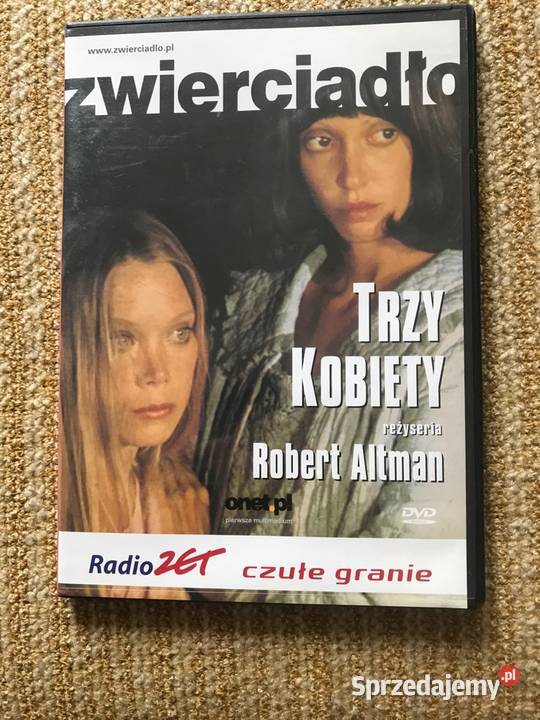 www.zwierciadlo.pl
zwierciadło
TRZY
KOBIETY
reżyseria
Robert Altman
onet.pl
pierwsze multimedium
DVD
Radio ZET czułe granie
Sprzedajemy.pl